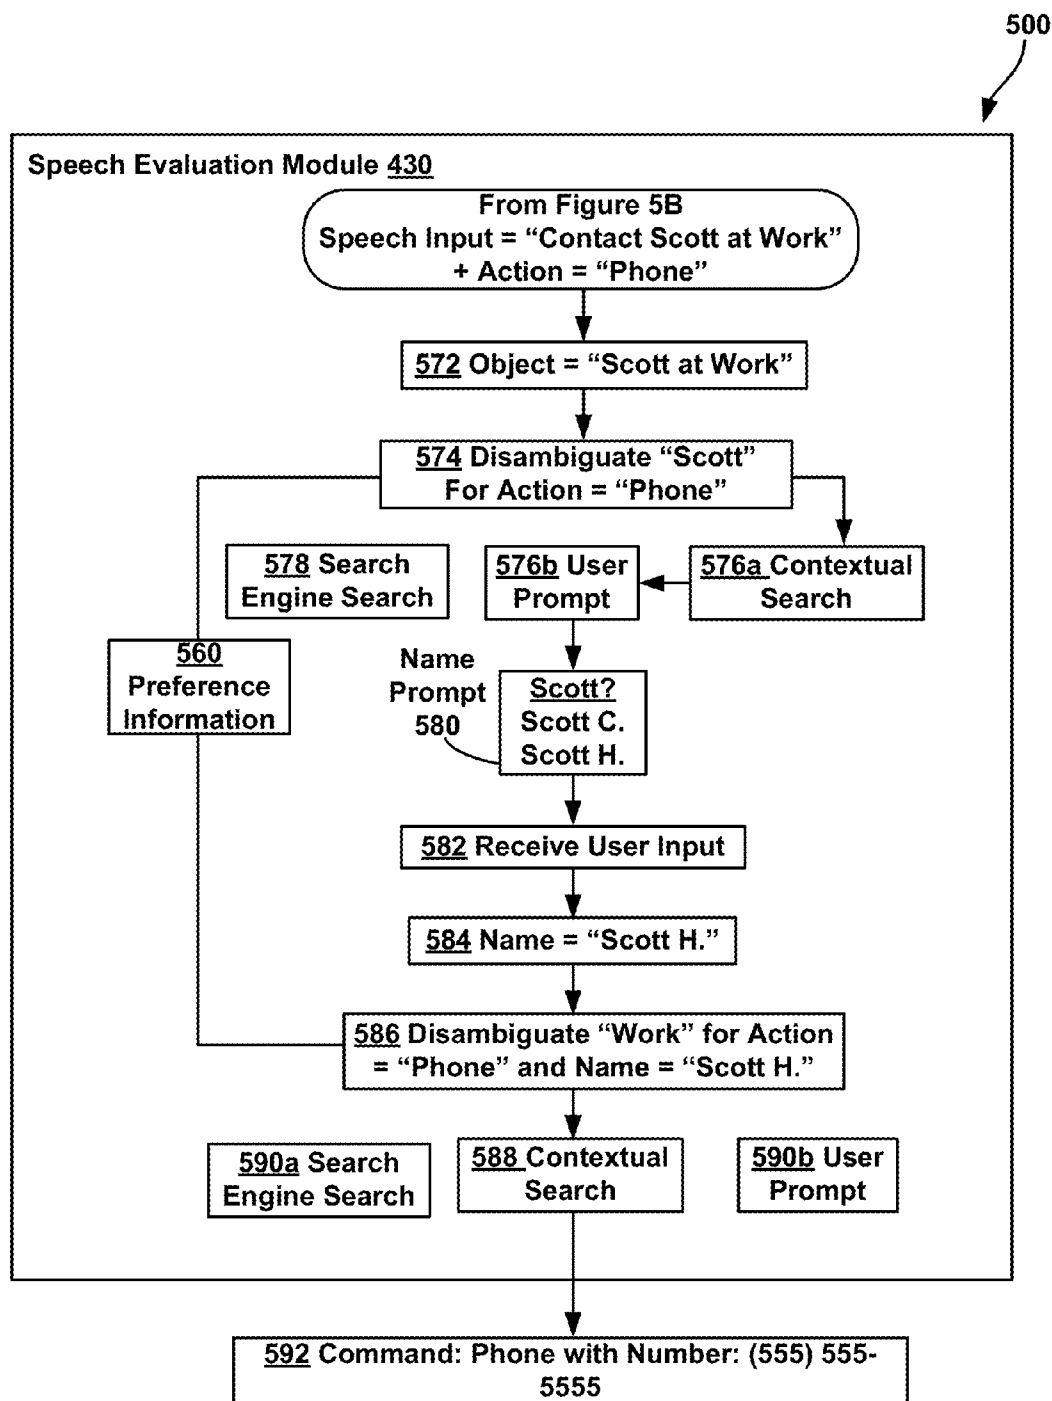 500
Speech Evaluation Module 430
From Figure 5B
Speech Input = “Contact Scott at Work”
+ Action = “Phone”
572 Object = “Scott at Work”
574 Disambiguate “Scott”
For Action = “Phone”
578 Search
Engine Search
576b User
Prompt
576a Contextual
Search
560
Preference
Information
Name
Prompt
580
Scott?
Scott C.
Scott H.
582 Receive User Input
584 Name = “Scott H.”
586 Disambiguate “Work” for Action
= “Phone” and Name = “Scott H.”
590a Search
Engine Search
588 Contextual
Search
590b User
Prompt
592 Command: Phone with Number: (555) 555-
5555